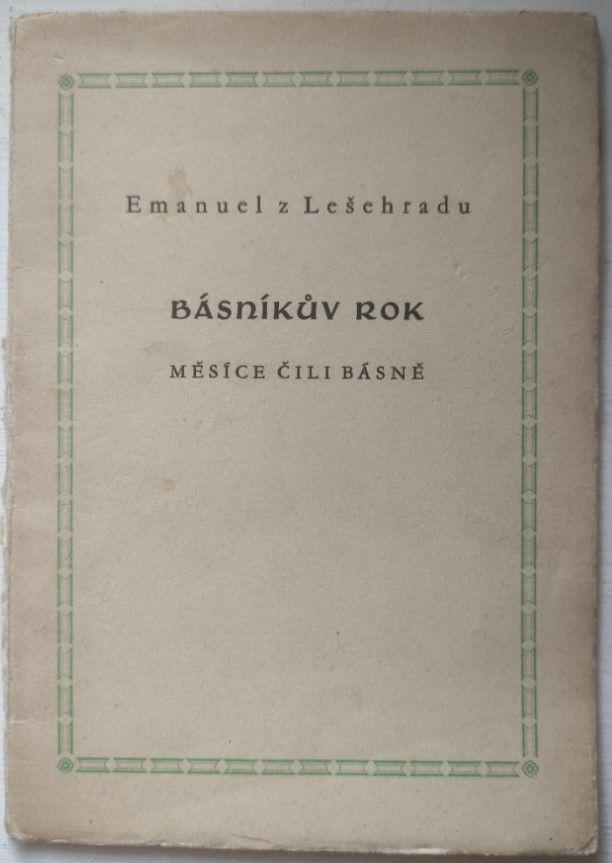 Emanuel z Lešehradu
BÁSNÍKŮV ROK
MĚSÍCE ČILI BÁSNĚ